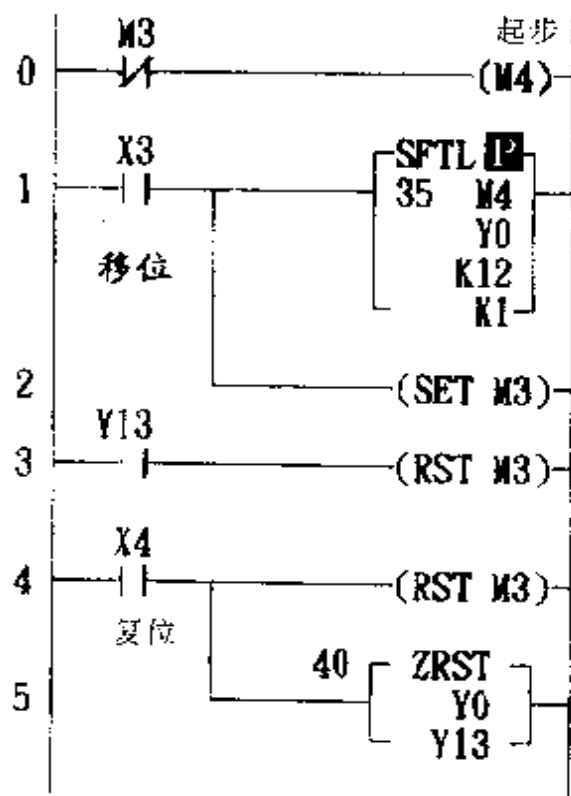 M3 起步
0 (M4)
X3 SFTL P
1 35 M4
Y0
移位 K12
K1
2 (SET M3)
Y13
3 (RST M3)
X4
4 (RST M3)
复位 40 ZRST
5 Y0
Y13